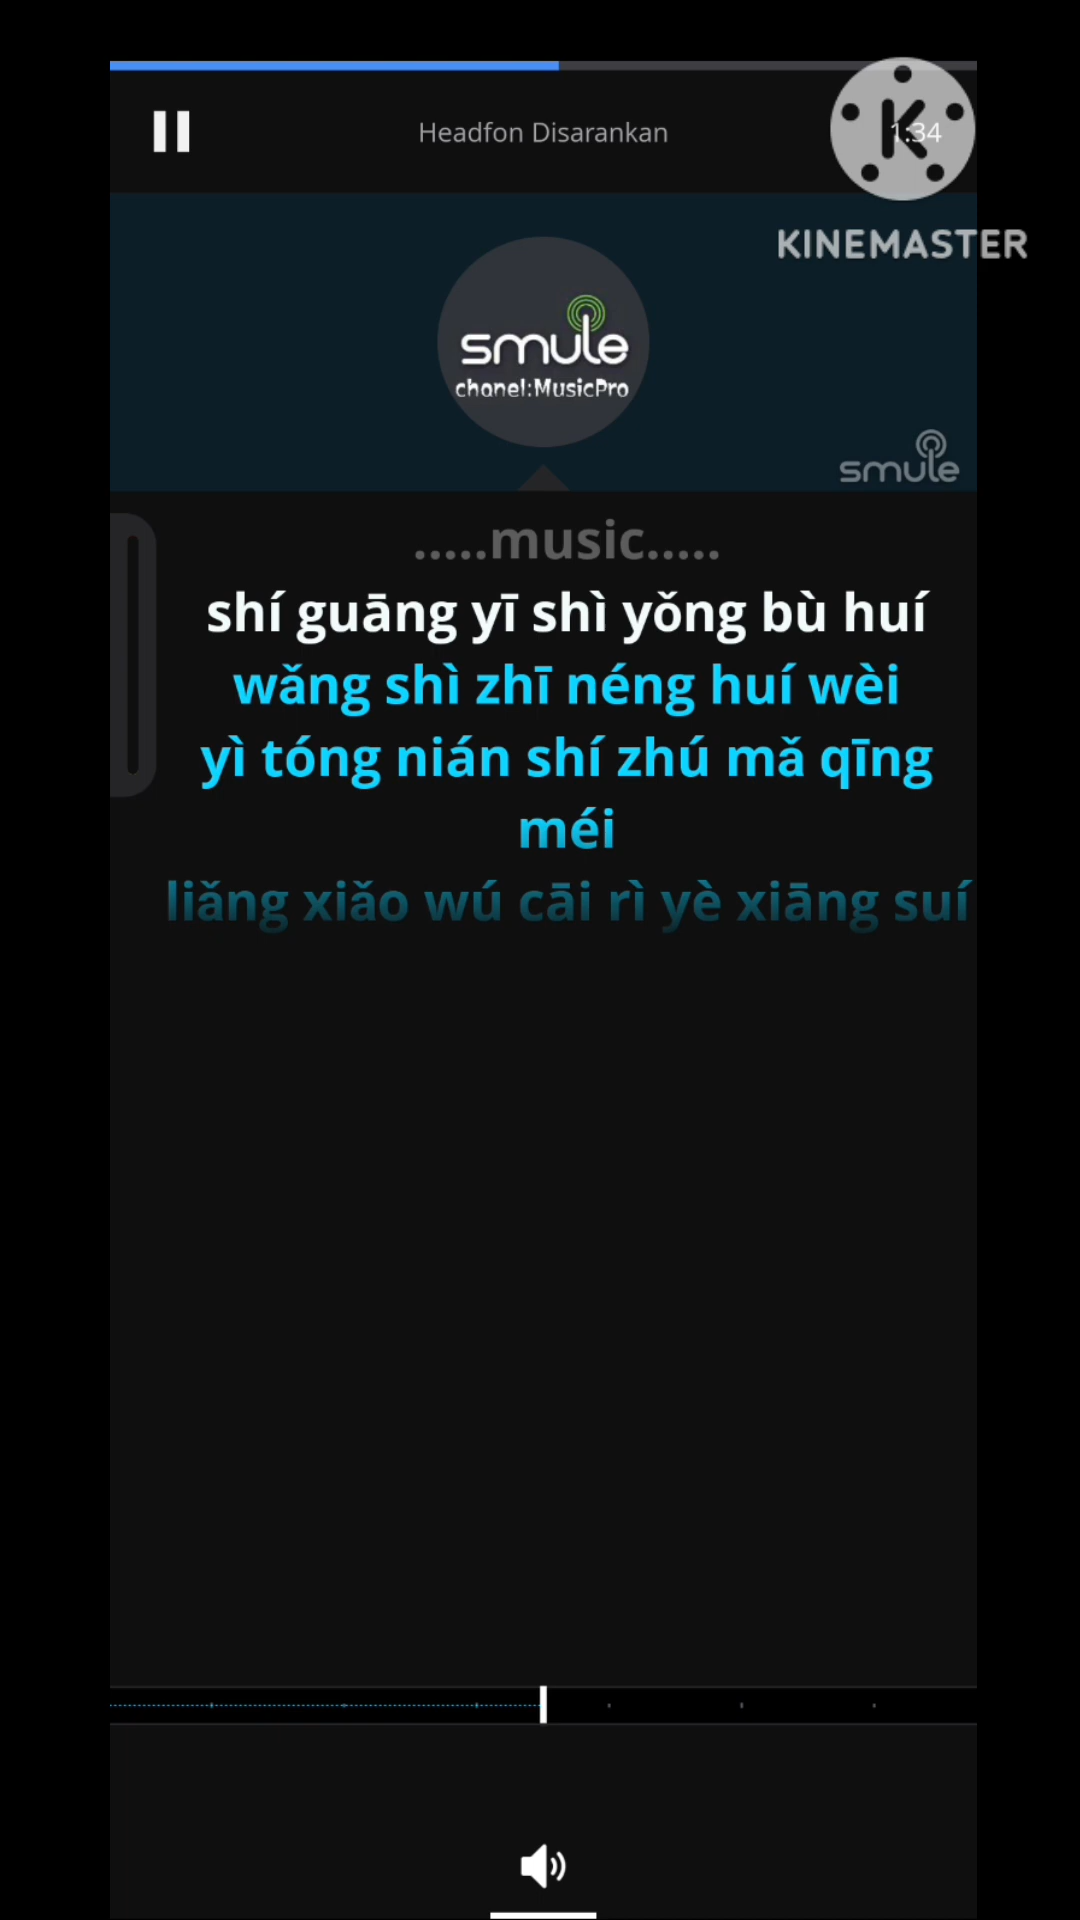 Headfon Disarankan
1:34
KINEMASTER
smule
chanel:MusicPro
smule
.....music.....
shí guāng yī shì yǒng bù huí
wǎng shì zhī néng huí wèi
yì tóng nián shí zhú mǎ qīng
méi
liǎng xiǎo wú cāi rì yè xiāng suí